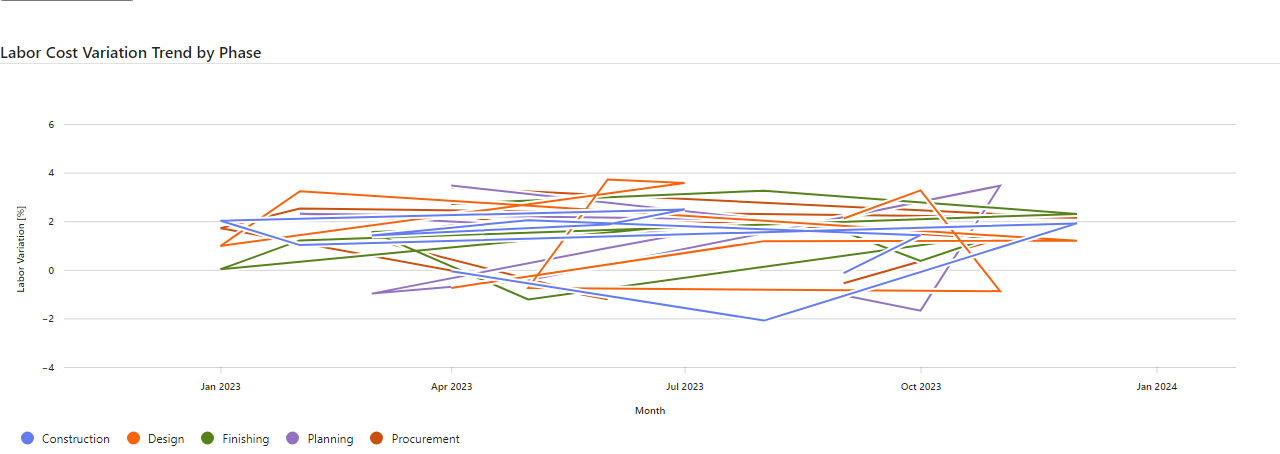 Labor Cost Variation Trend by Phase
6
4
2
0
−2
−4
Labor Variation [%]
Jan 2023 Apr 2023 Jul 2023 Oct 2023 Jan 2024
Month
Construction Design Finishing Planning Procurement